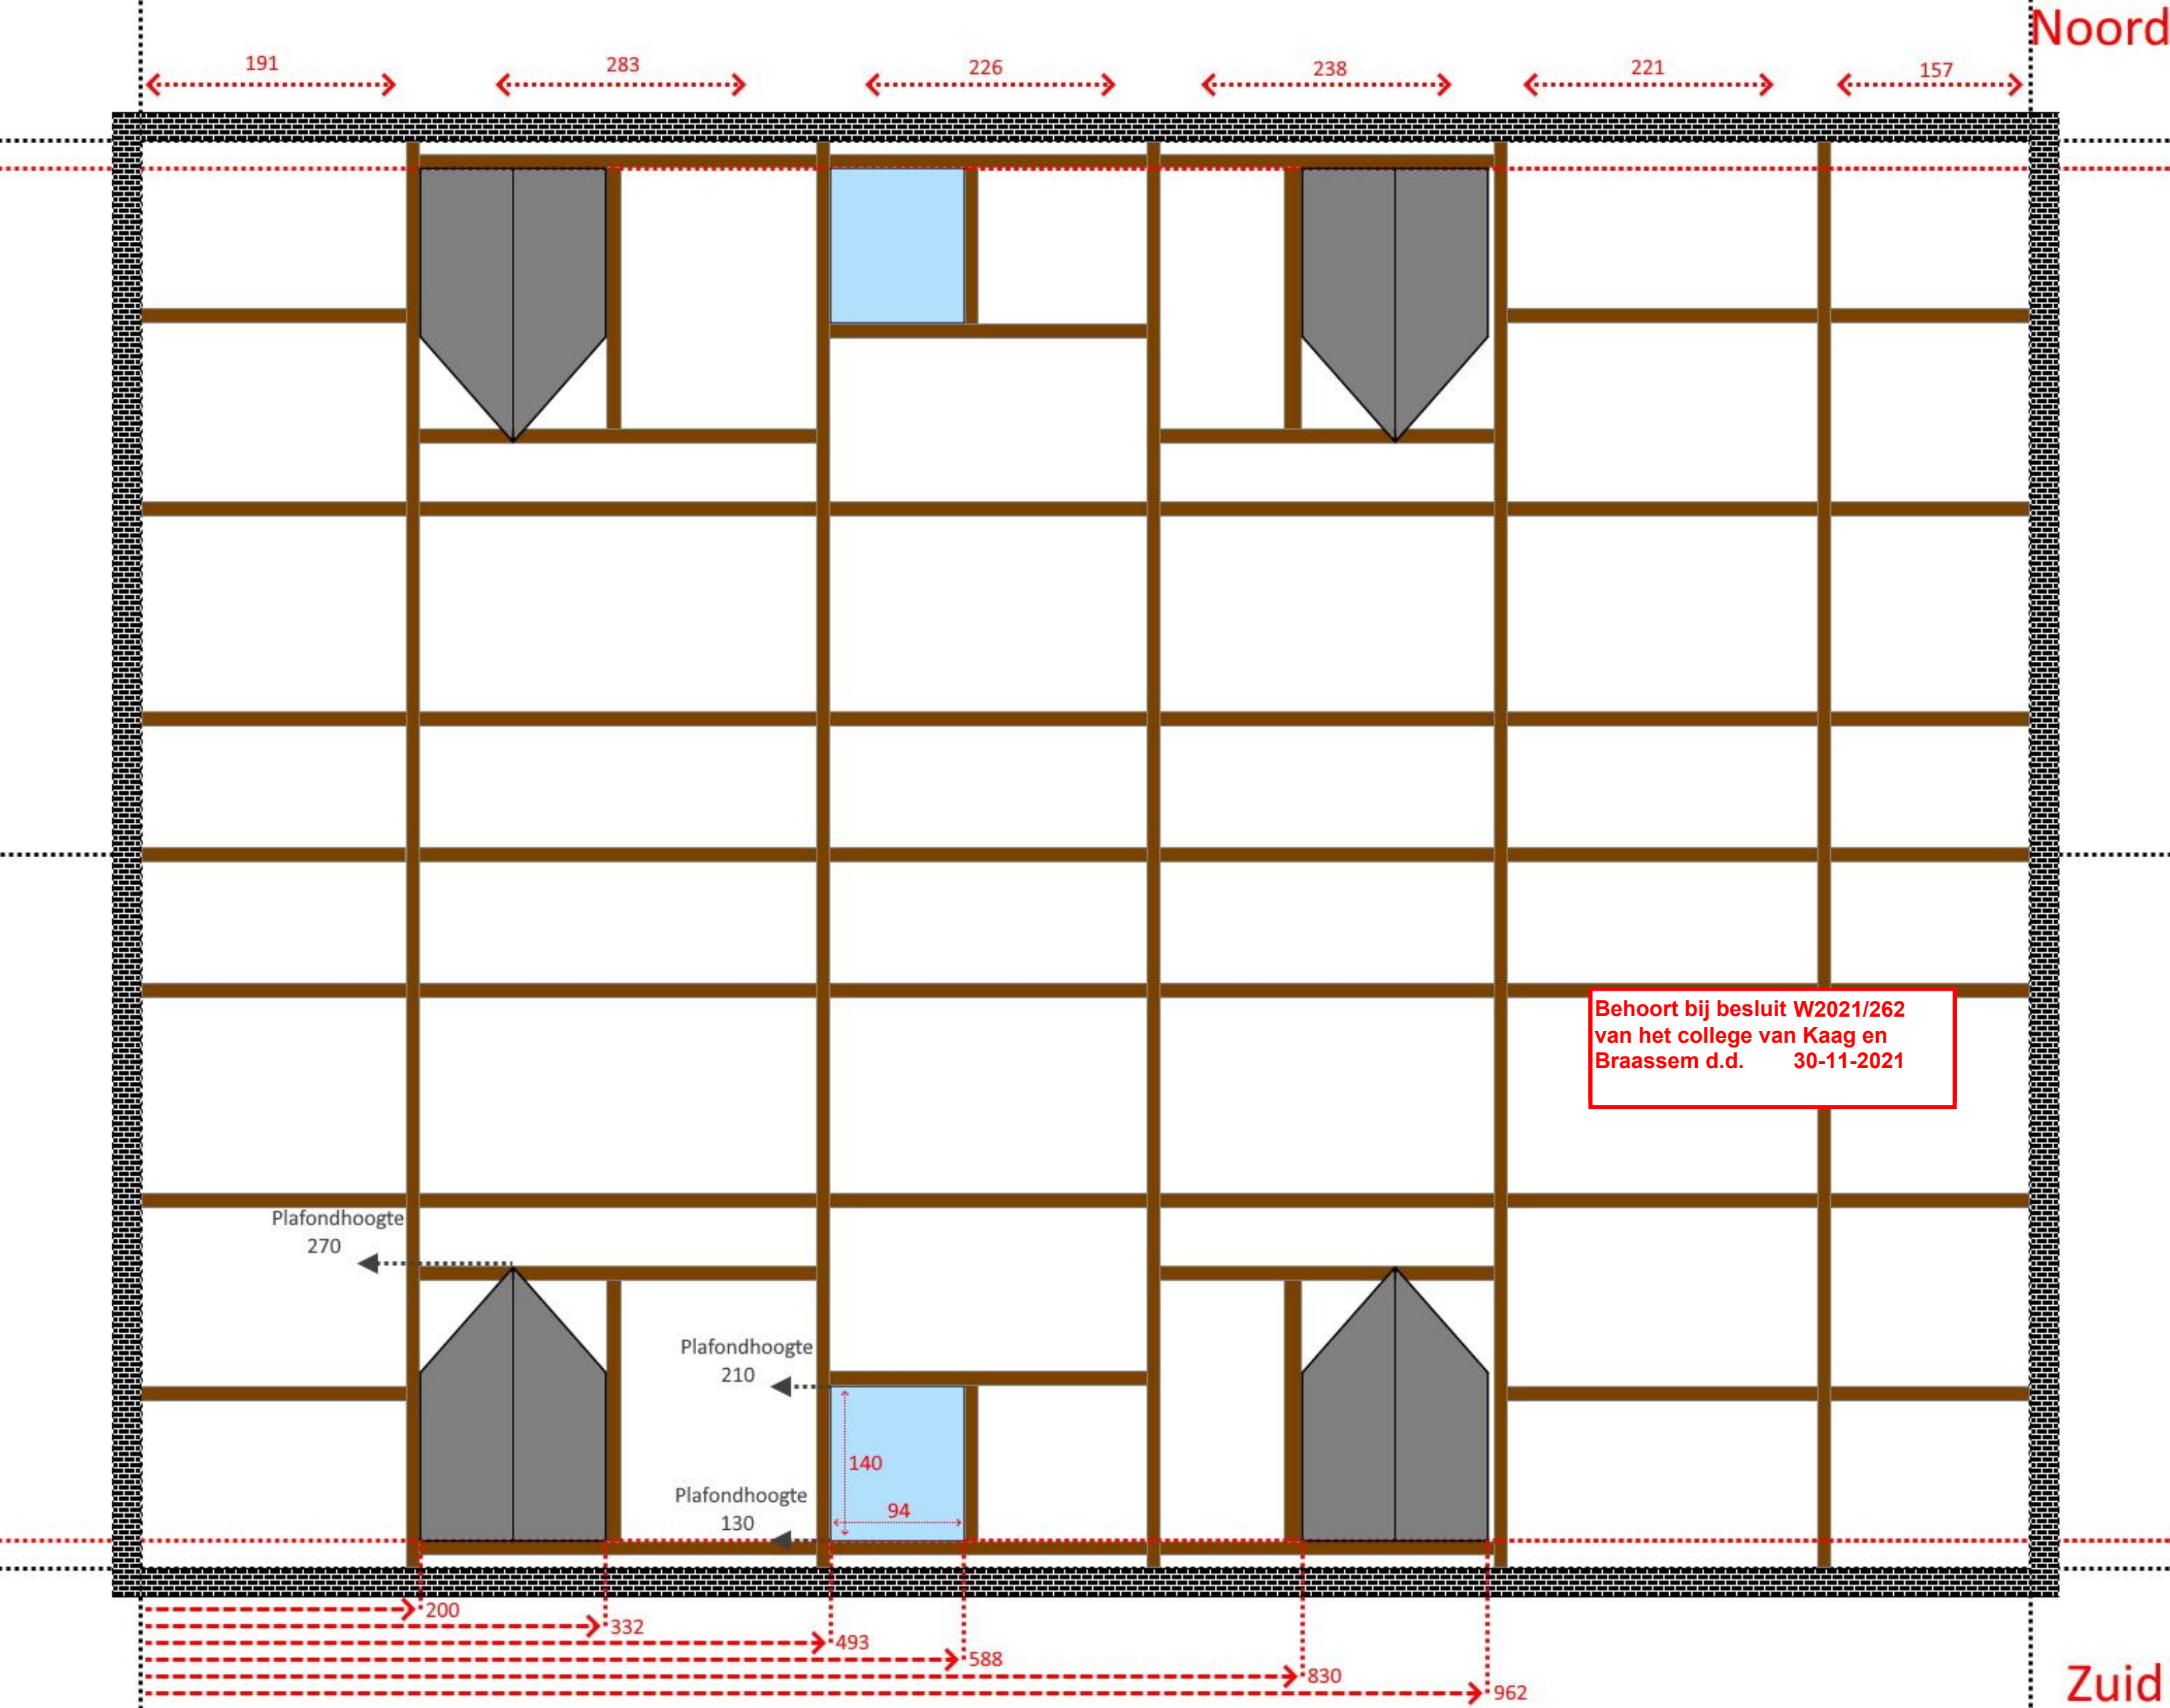 Noord
191
283
226
238
221
157
Behoort bij besluit W2021/262
van het college van Kaag en
Braassem d.d. 30-11-2021
Plafondhoogte
270
Plafondhoogte
210
140
94
Plafondhoogte
130
200
332
493
588
830
962
Zuid